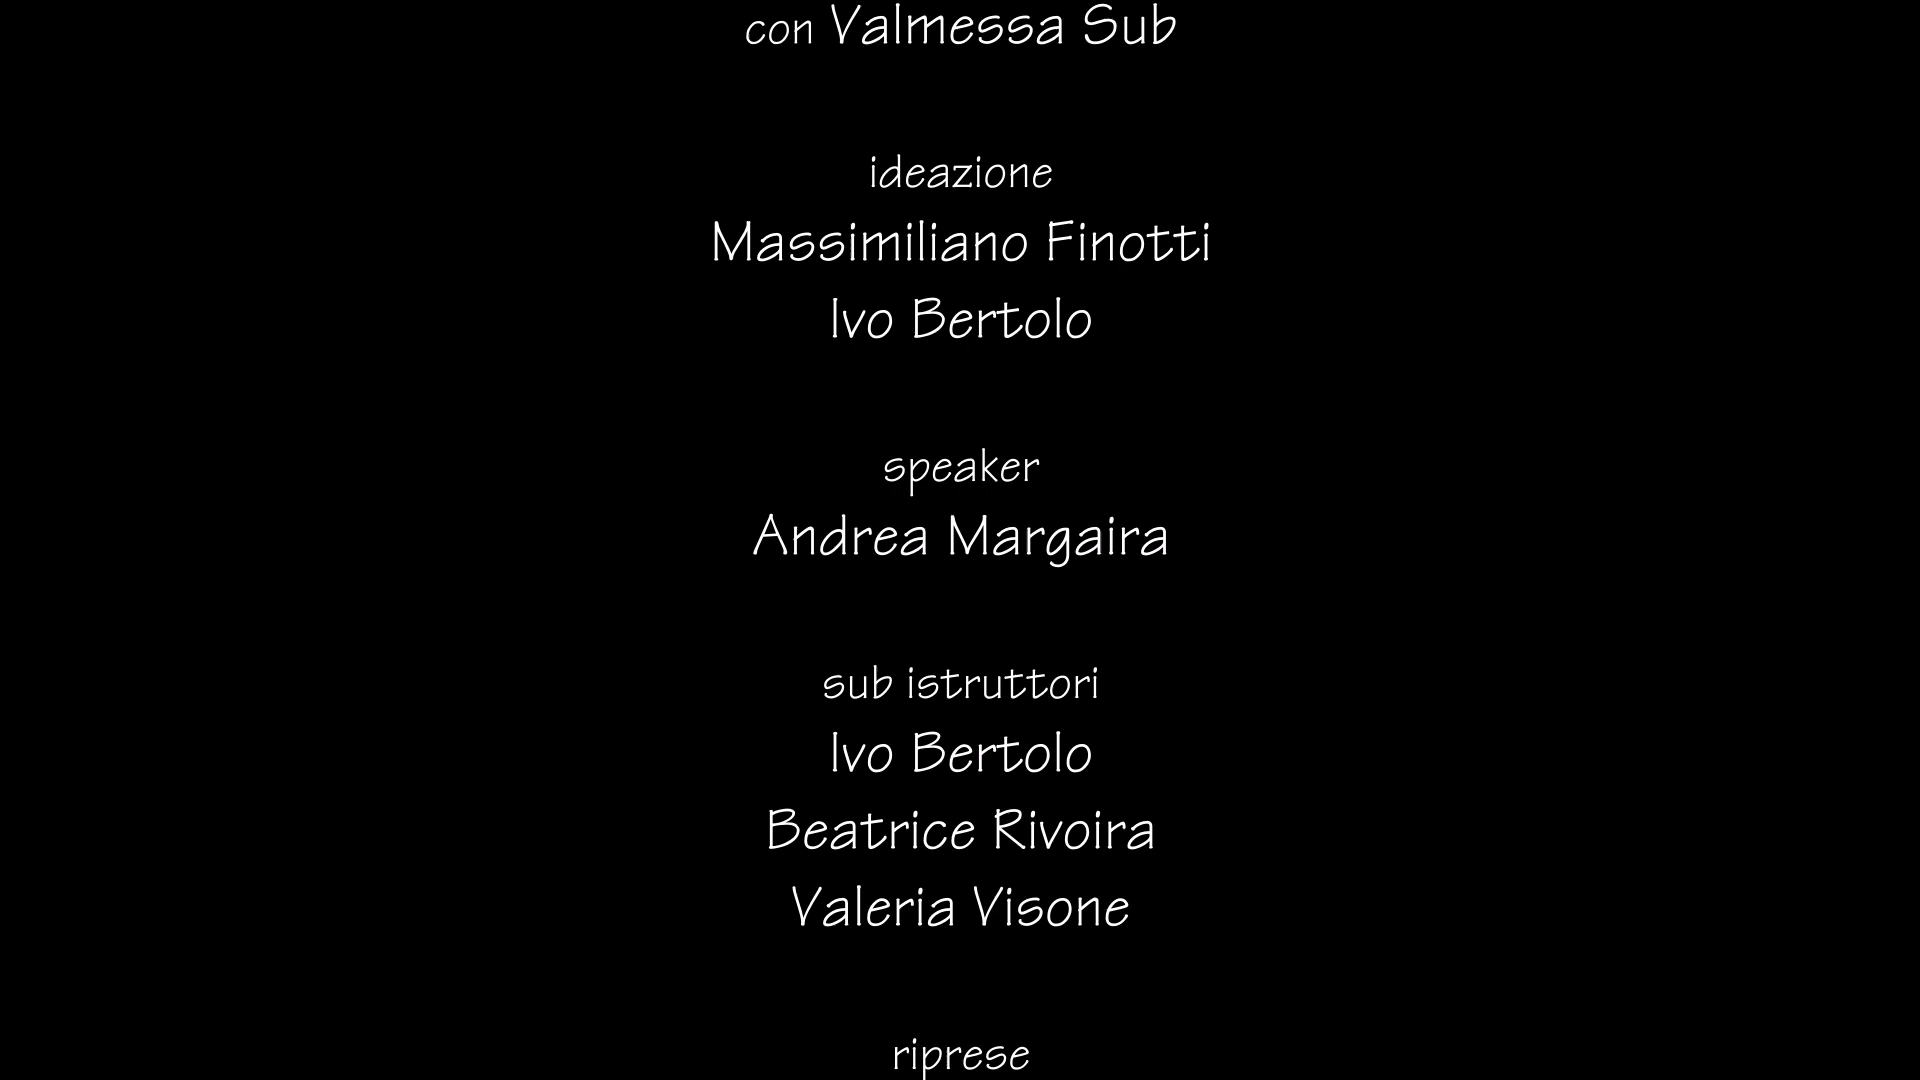 con Valmessa Sub
ideazione
Massimiliano Finotti
Ivo Bertolo
speaker
Andrea Margaira
sub istruttori
Ivo Bertolo
Beatrice Rivoira
Valeria Visone
riprese